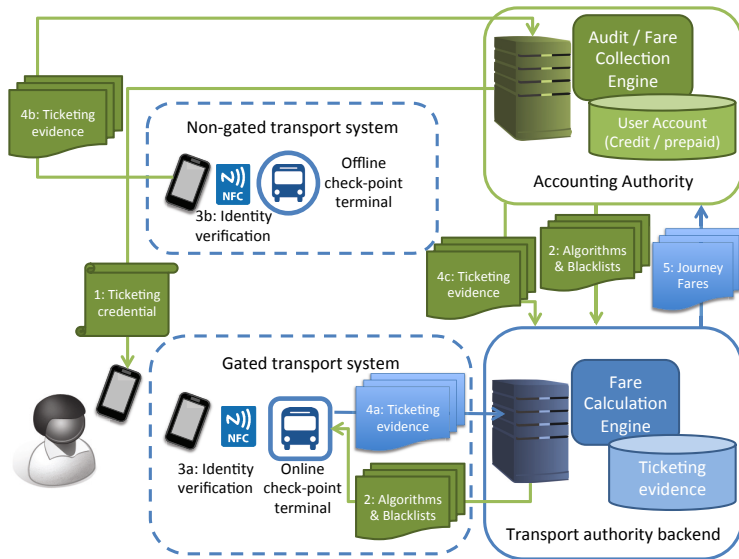 Audit / Fare
Collection
Engine
4b: Ticketing
evidence
Non-gated transport system
User Account
(Credit / prepaid)
Offline
check-point
terminal
NFC
3b: Identity
verification
Accounting Authority
4c: Ticketing
evidence
2: Algorithms
& Blacklists
5: Journey
Fares
1: Ticketing
credential
Gated transport system
Fare
Calculation
Engine
4a: Ticketing
evidence
NFC
3a: Identity
verification
Online
check-point
terminal
2: Algorithms
& Blacklists
Ticketing
evidence
Transport authority backend